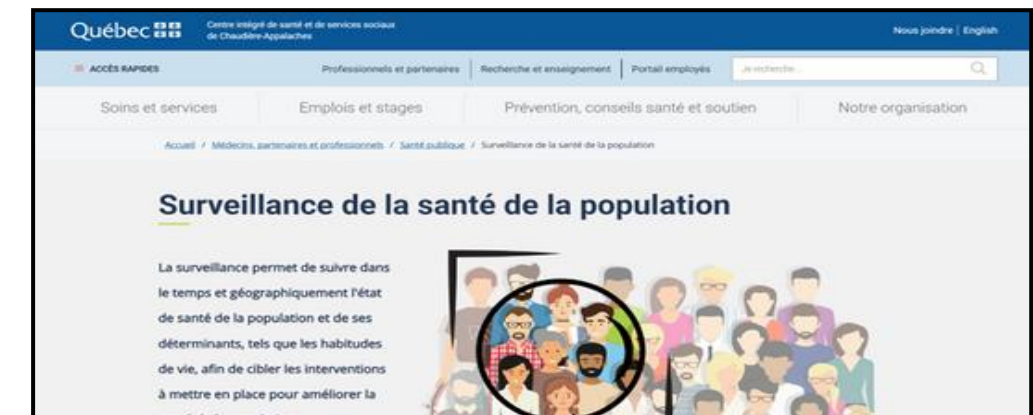 Québec
Centre intégré de santé et de services sociaux
de Chaudière-Appalaches
Nous joindre | English
ACCÈS RAPIDES
Professionnels et partenaires | Recherche et enseignement | Portail employés
Je recherche...
Soins et services
Emplois et stages
Prévention, conseils santé et soutien
Notre organisation
Accueil / Médecins, partenaires et professionnels / Santé publique / Surveillance de la santé de la population
Surveillance de la santé de la population
La surveillance permet de suivre dans
le temps et géographiquement l'état
de santé de la population et de ses
déterminants, tels que les habitudes
de vie, afin de cibler les interventions
à mettre en place pour améliorer la